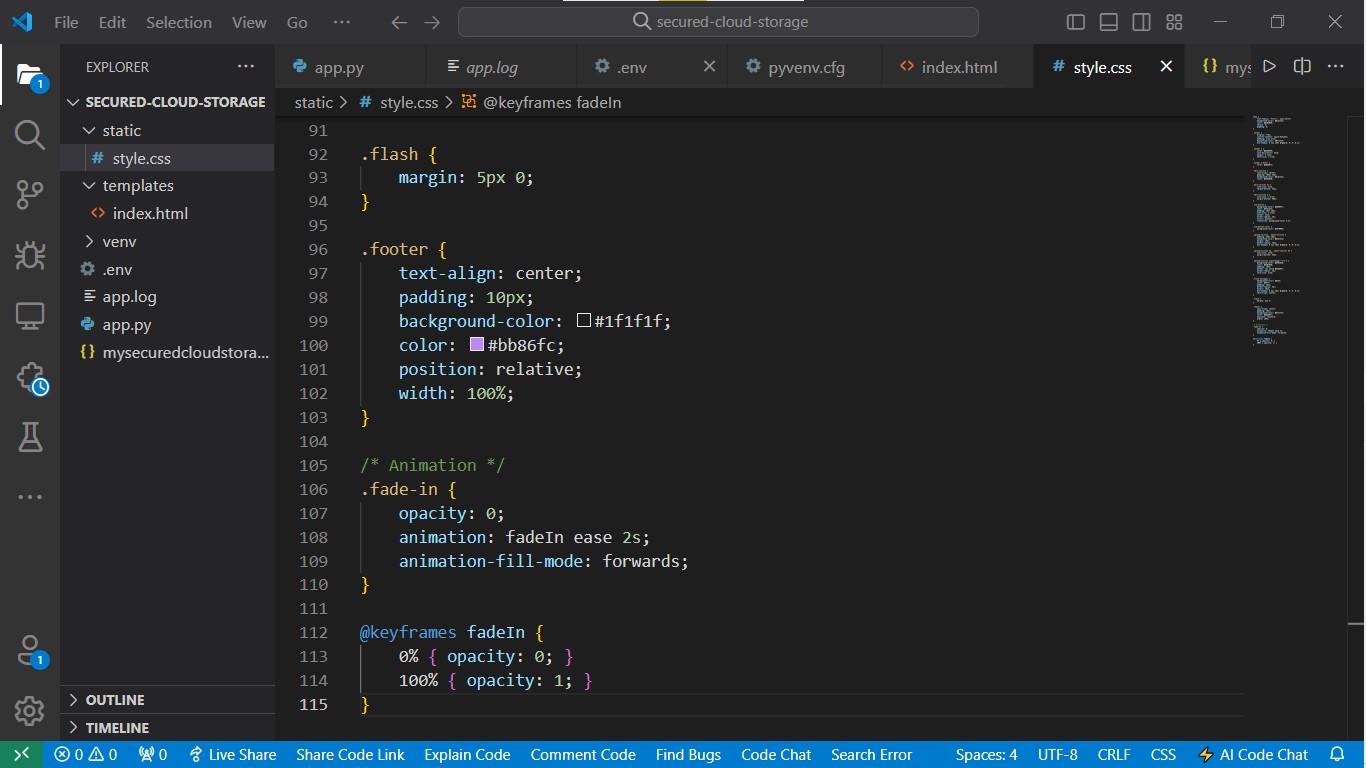 File Edit Selection View Go ··· secured-cloud-storage
EXPLORER ···
app.py app.log .env pyvenv.cfg index.html style.css mys
SECURED-CLOUD-STORAGE
static
style.css
templates
index.html
venv
.env
app.log
app.py
mysecuredcloudstora...
OUTLINE
TIMELINE
1
1
static > # style.css > @keyframes fadeIn
91
92 .flash {
93 margin: 5px 0;
94 }
95
96 .footer {
97 text-align: center;
98 padding: 10px;
99 background-color: #1f1f1f;
100 color: #bb86fc;
101 position: relative;
102 width: 100%;
103 }
104
105 /* Animation */
106 .fade-in {
107 opacity: 0;
108 animation: fadeIn ease 2s;
109 animation-fill-mode: forwards;
110 }
111
112 @keyframes fadeIn {
113 0% { opacity: 0; }
114 100% { opacity: 1; }
115 }
0 0 0 Live Share Share Code Link Explain Code Comment Code Find Bugs Code Chat Search Error Spaces: 4 UTF-8 CRLF CSS ⚡ AI Code Chat